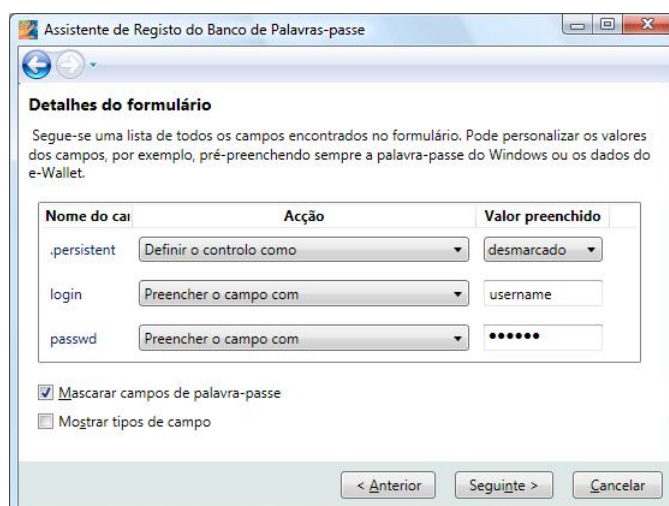 Assistente de Registo do Banco de Palavras-passe
Detalhes do formulário
Segue-se uma lista de todos os campos encontrados no formulário. Pode personalizar os valores
dos campos, por exemplo, pré-preenchendo sempre a palavra-passe do Windows ou os dados do
e-Wallet.
Nome do car Acção Valor preenchido
.persistent Definir o controlo como desmarcado
login Preencher o campo com username
passwd Preencher o campo com ••••••
Mascarar campos de palavra-passe
Mostrar tipos de campo
< Anterior Seguinte > Cancelar